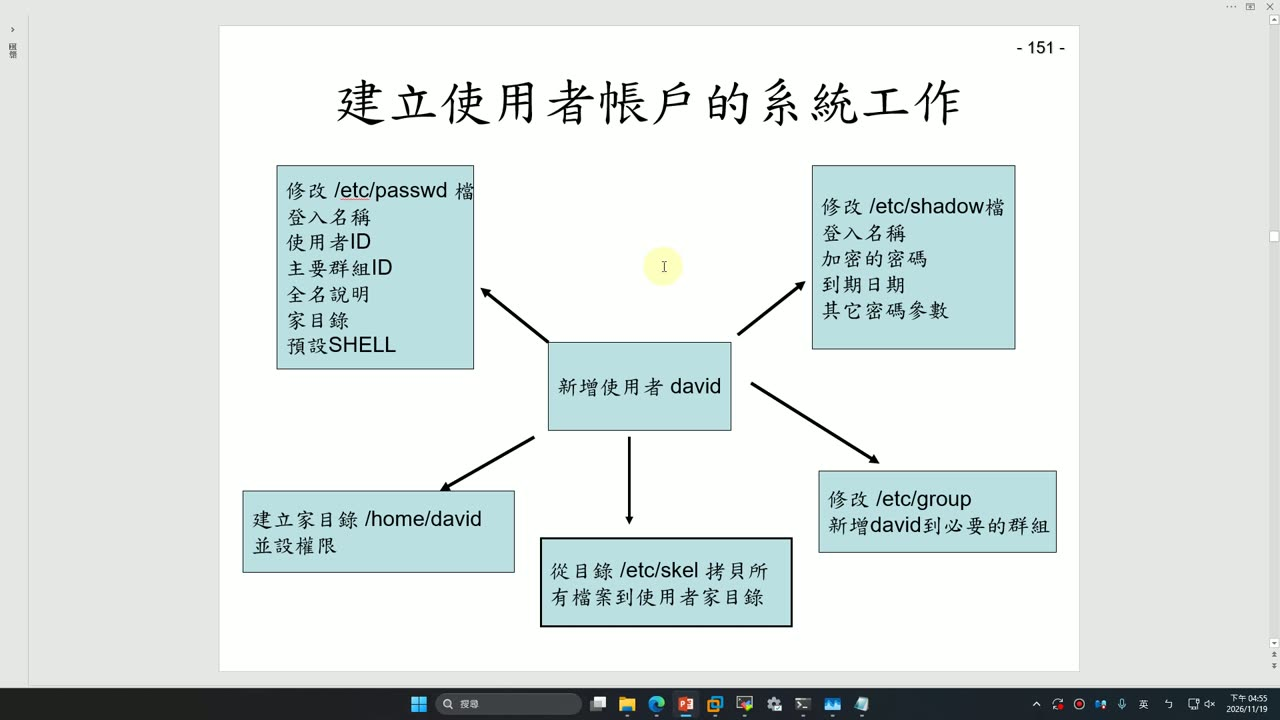 - 151 -
建立使用者帳戶的系統工作
修改 /etc/passwd 檔
登入名稱
使用者ID
主要群組ID
全名說明
家目錄
預設SHELL
修改 /etc/shadow檔
登入名稱
加密的密碼
到期日期
其它密碼參數
新增使用者 david
建立家目錄 /home/david
並設權限
從目錄 /etc/skel 拷貝所
有檔案到使用者家目錄
修改 /etc/group
新增david到必要的群組
搜尋
英
ㄅ
下午 04:55
2026/11/19